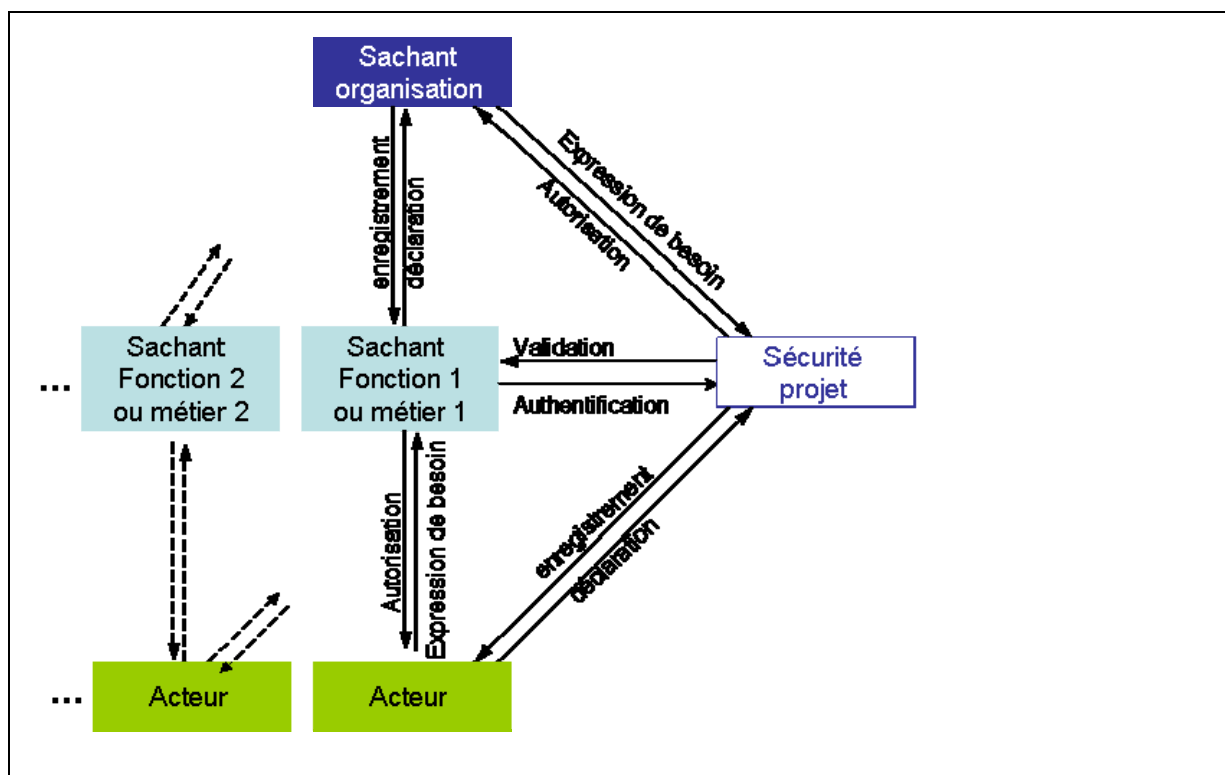 Sachant
organisation
enregistrement
déclaration
Expression de besoin
Autorisation
...
Sachant
Fonction 2
ou métier 2
Sachant
Fonction 1
ou métier 1
Validation
Authentification
Sécurité
projet
Autorisation
Expression de besoin
enregistrement
déclaration
...
Acteur
Acteur